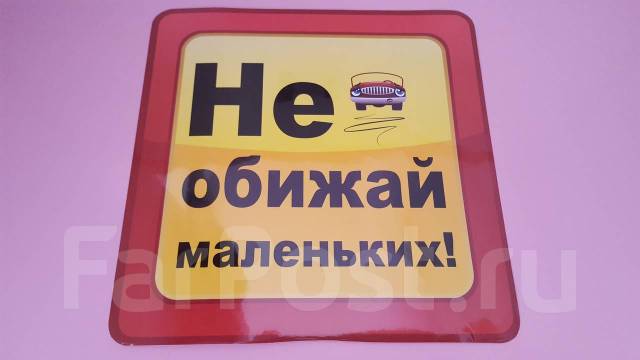 Не
обижай
маленьких!
FarPost.ru